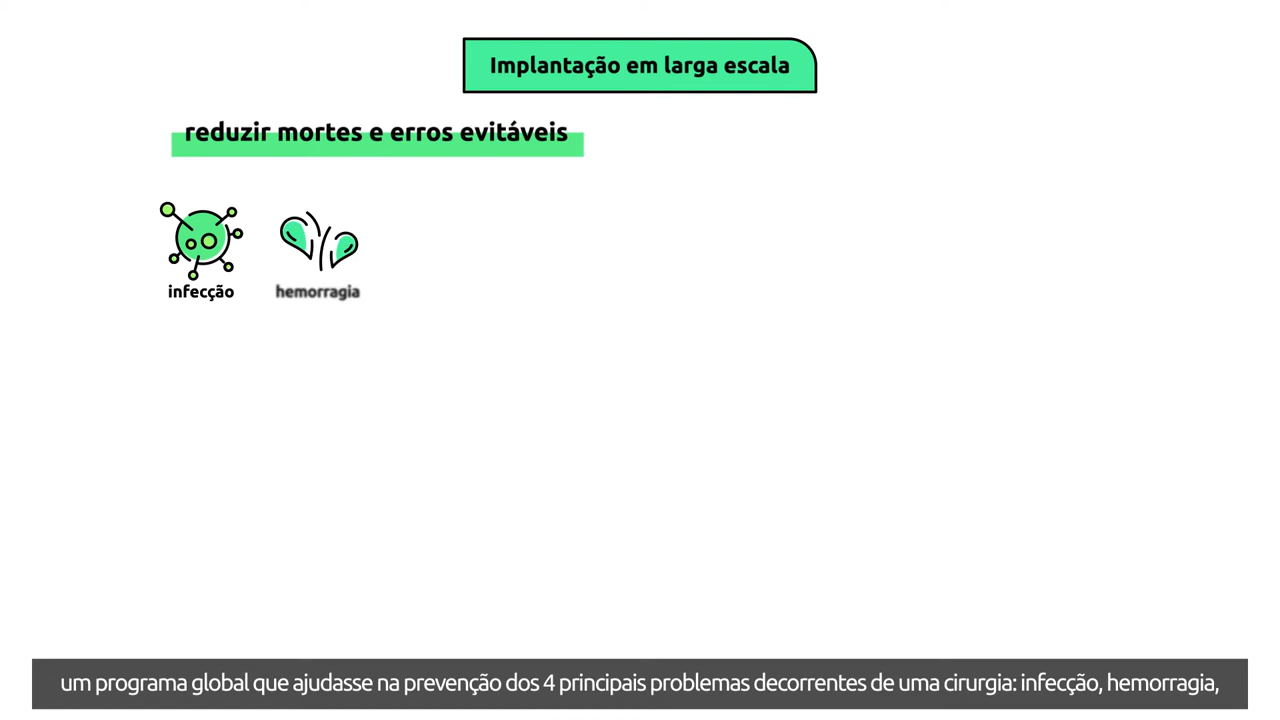 Implantação em larga escala
reduzir mortes e erros evitáveis
infecção
hemorragia
um programa global que ajudasse na prevenção dos 4 principais problemas decorrentes de uma cirurgia: infecção, hemorragia,